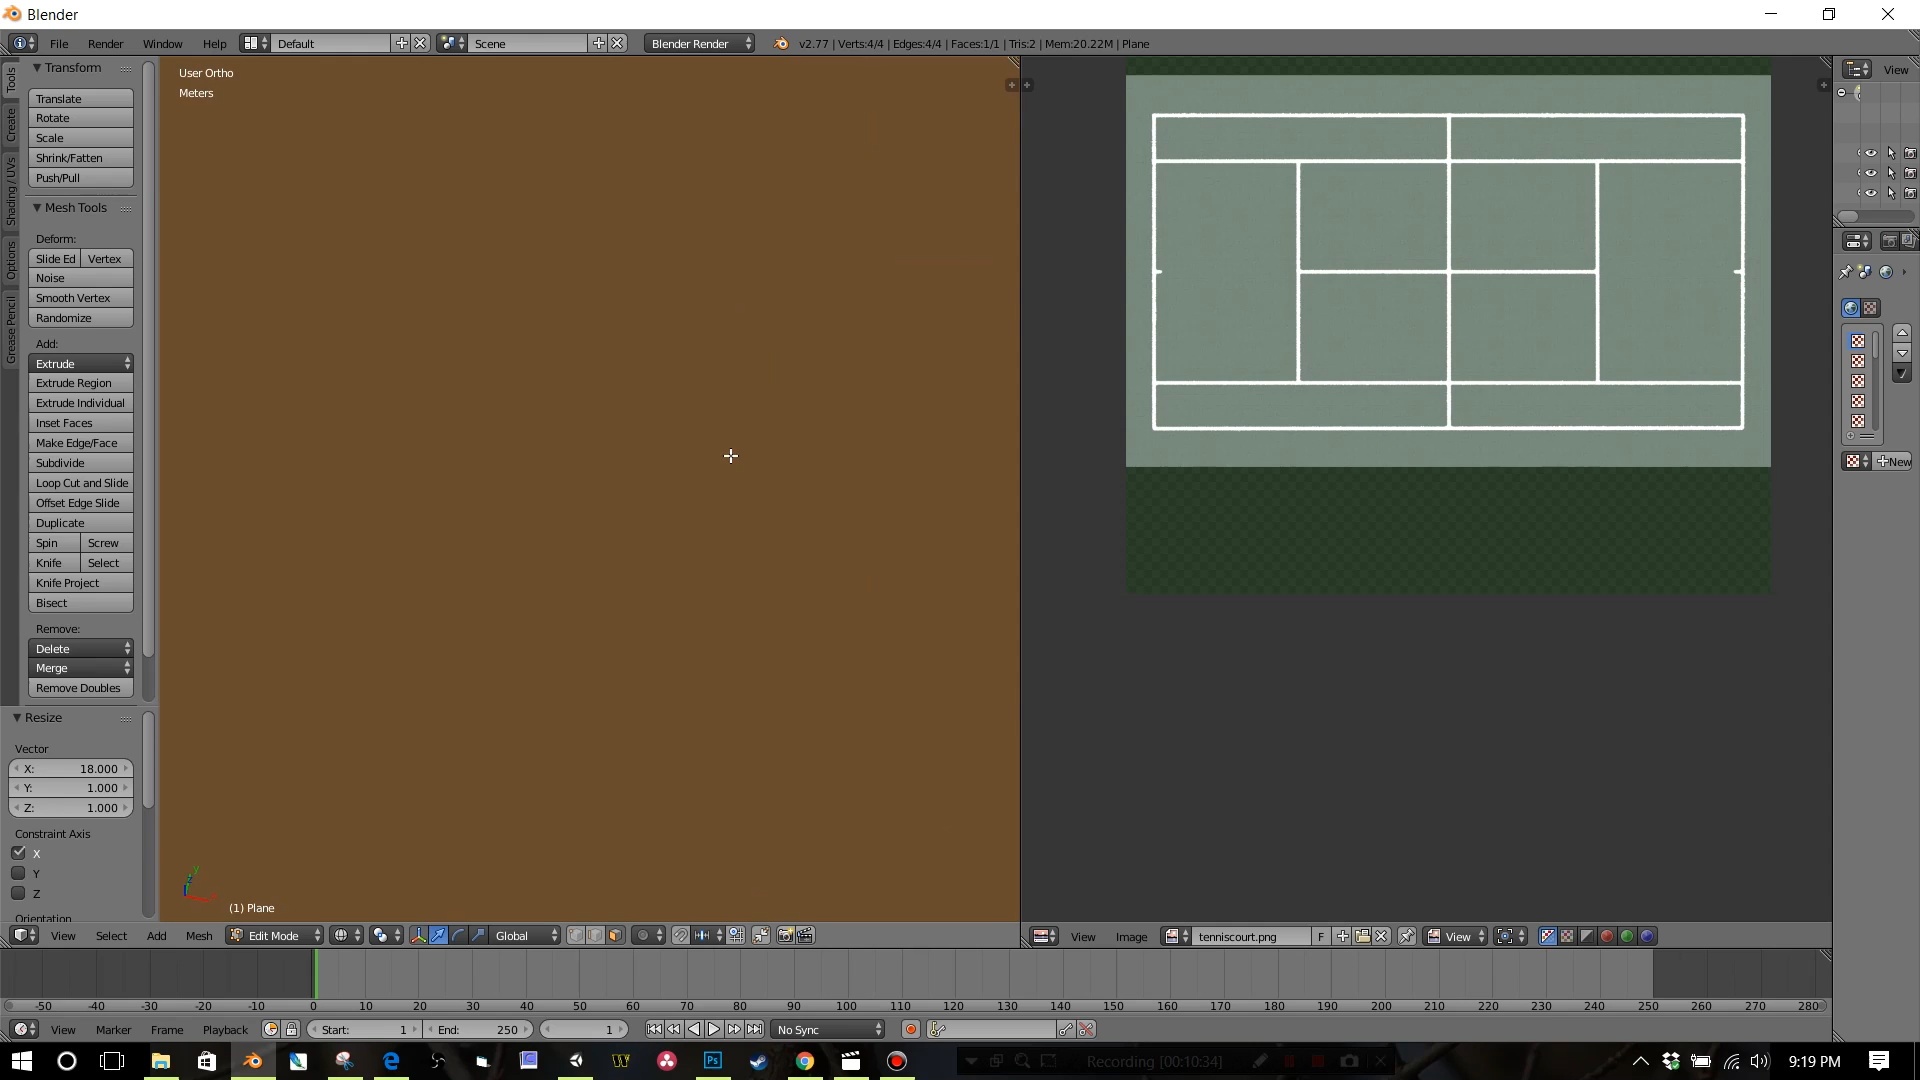 Blender
File Render Window Help Default Scene Blender Render v2.77 | Verts:4/4 | Edges:4/4 | Faces:1/1 | Tris:2 | Mem:20.22M | Plane
Tools
Create
Shading / UVs
Options
Grease Pencil
Transform
Translate
Rotate
Scale
Shrink/Fatten
Push/Pull
Mesh Tools
Deform:
Slide Ed Vertex
Noise
Smooth Vertex
Randomize
Add:
Extrude
Extrude Region
Extrude Individual
Inset Faces
Make Edge/Face
Subdivide
Loop Cut and Slide
Offset Edge Slide
Duplicate
Spin Screw
Knife Select
Knife Project
Bisect
Remove:
Delete
Merge
Remove Doubles
Resize
Vector
X: 18.000
Y: 1.000
Z: 1.000
Constraint Axis
X
Y
Z
Orientation
User Ortho
Meters
(1) Plane
View Select Add Mesh Edit Mode Global
View Image tenniscourt.png F View
View
New
-50 -40 -30 -20 -10 0 10 20 30 40 50 60 70 80 90 100 110 120 130 140 150 160 170 180 190 200 210 220 230 240 250 260 270 280
View Marker Frame Playback Start: 1 End: 250 1 No Sync
Recording [00:10:34]
9:19 PM